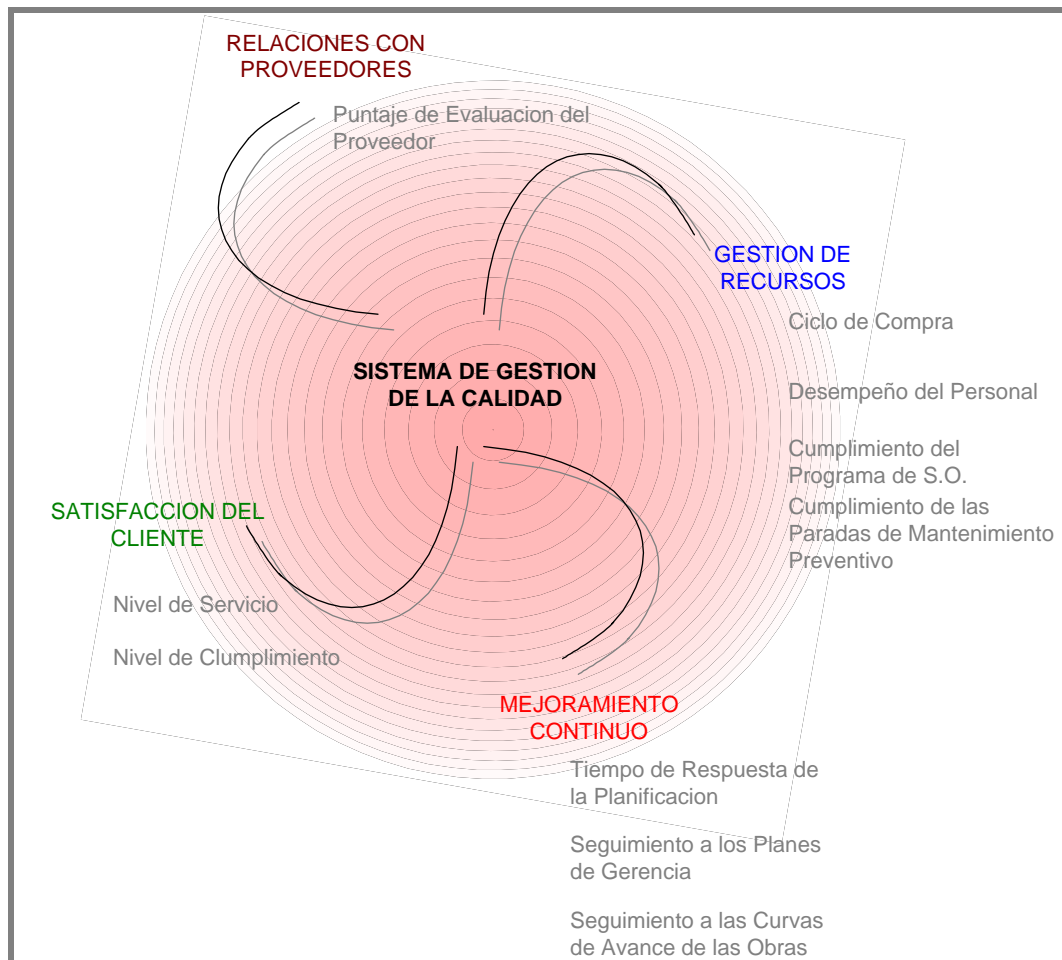 RELACIONES CON
PROVEEDORES
Puntaje de Evaluacion del
Proveedor
GESTION DE
RECURSOS
Ciclo de Compra
Desempeño del Personal
Cumplimiento del
Programa de S.O.
Cumplimiento de las
Paradas de Mantenimiento
Preventivo
SISTEMA DE GESTION
DE LA CALIDAD
SATISFACCION DEL
CLIENTE
Nivel de Servicio
Nivel de Clumplimiento
MEJORAMIENTO
CONTINUO
Tiempo de Respuesta de
la Planificacion
Seguimiento a los Planes
de Gerencia
Seguimiento a las Curvas
de Avance de las Obras